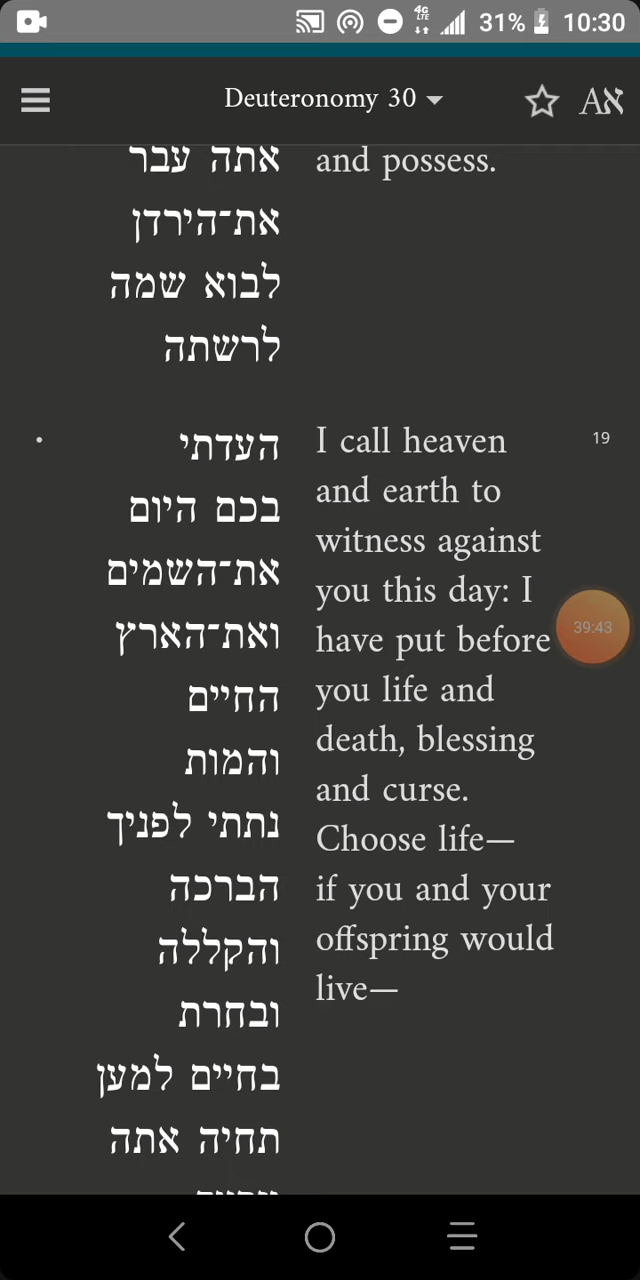 4G
LTE
31%
10:30
Deuteronomy 30
Aא
אתה עבר
את־הירדן
לבוא שמה
לרשתה
and possess.
העדתי
בכם היום
את־השמים
ואת־הארץ
החיים
והמות
נתתי לפניך
הברכה
והקללה
ובחרת
בחיים למען
תחיה אתה
I call heaven
and earth to
witness against
you this day: I
have put before
you life and
death, blessing
and curse.
Choose life—
if you and your
offspring would
live—
19
39:43